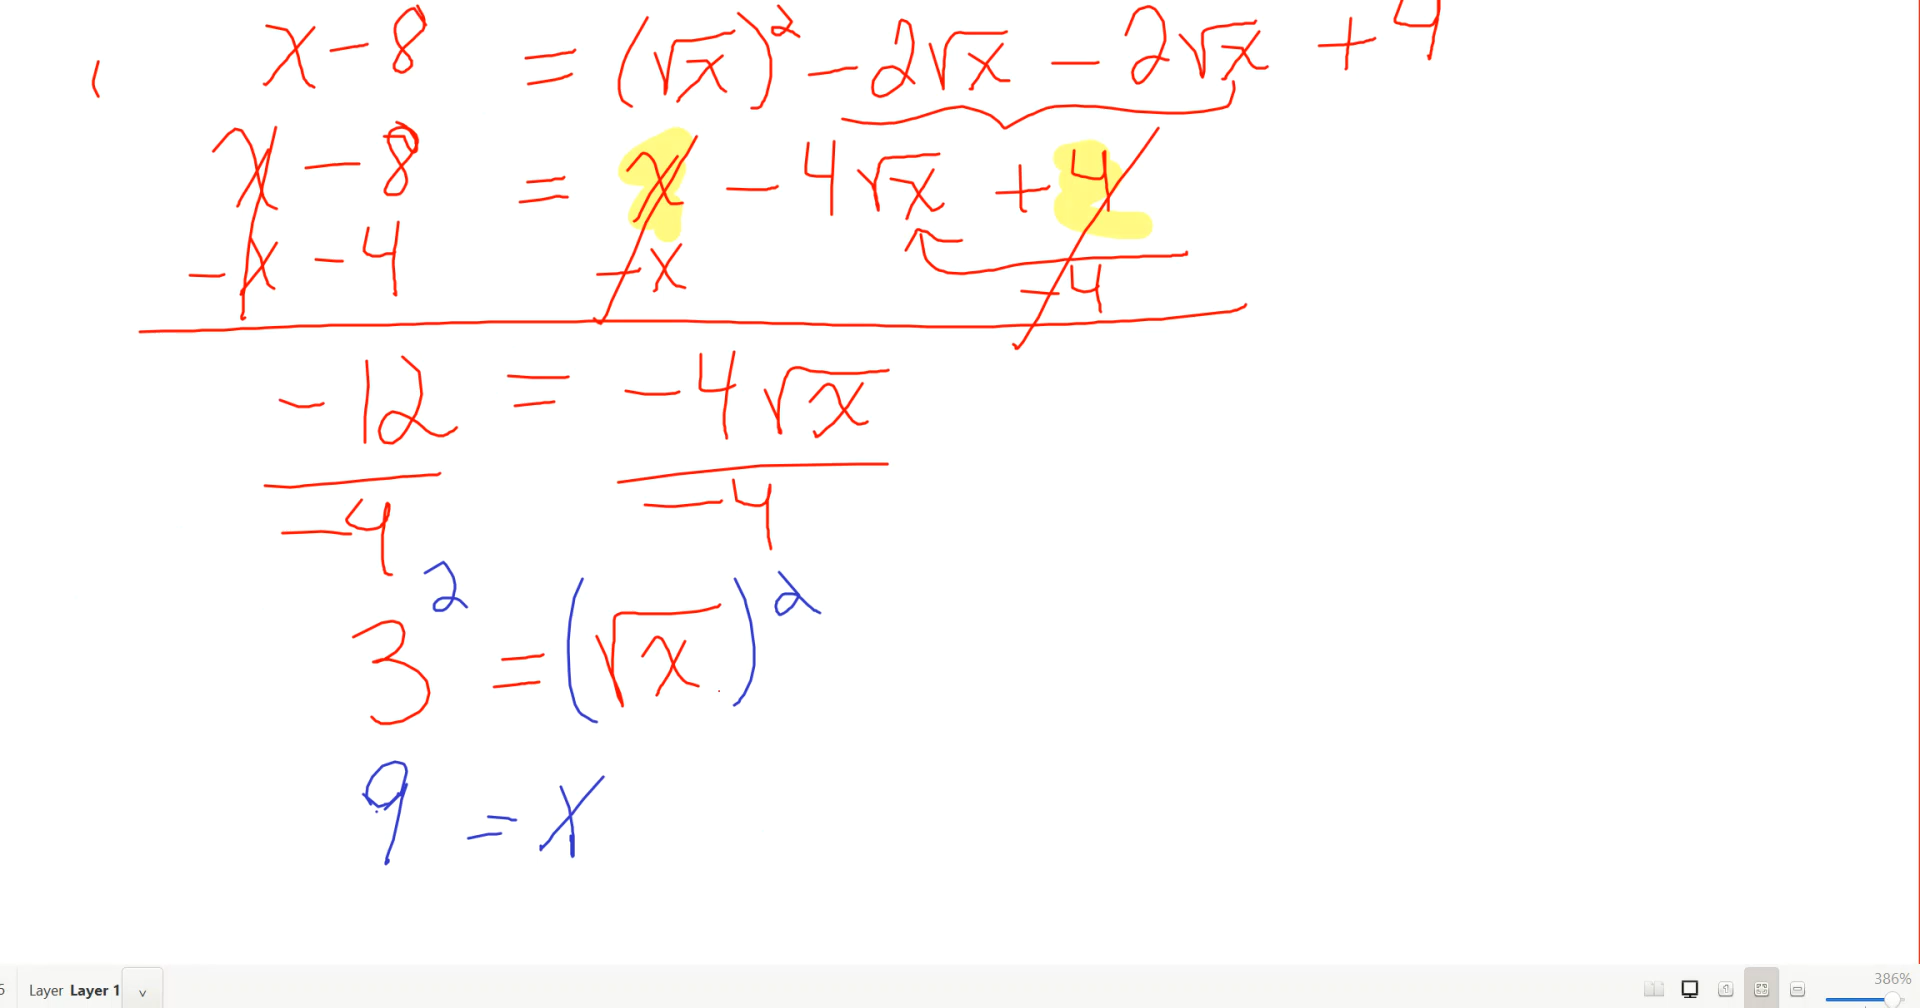 x - 8 = (√x)² - 2√x - 2√x + 4
(
x - 8 = x - 4√x + 4
- x - 4 - x - 4
- 12 = - 4√x
- 4 - 4
3² = (√x)²
9 = x
5 Layer Layer 1 386%